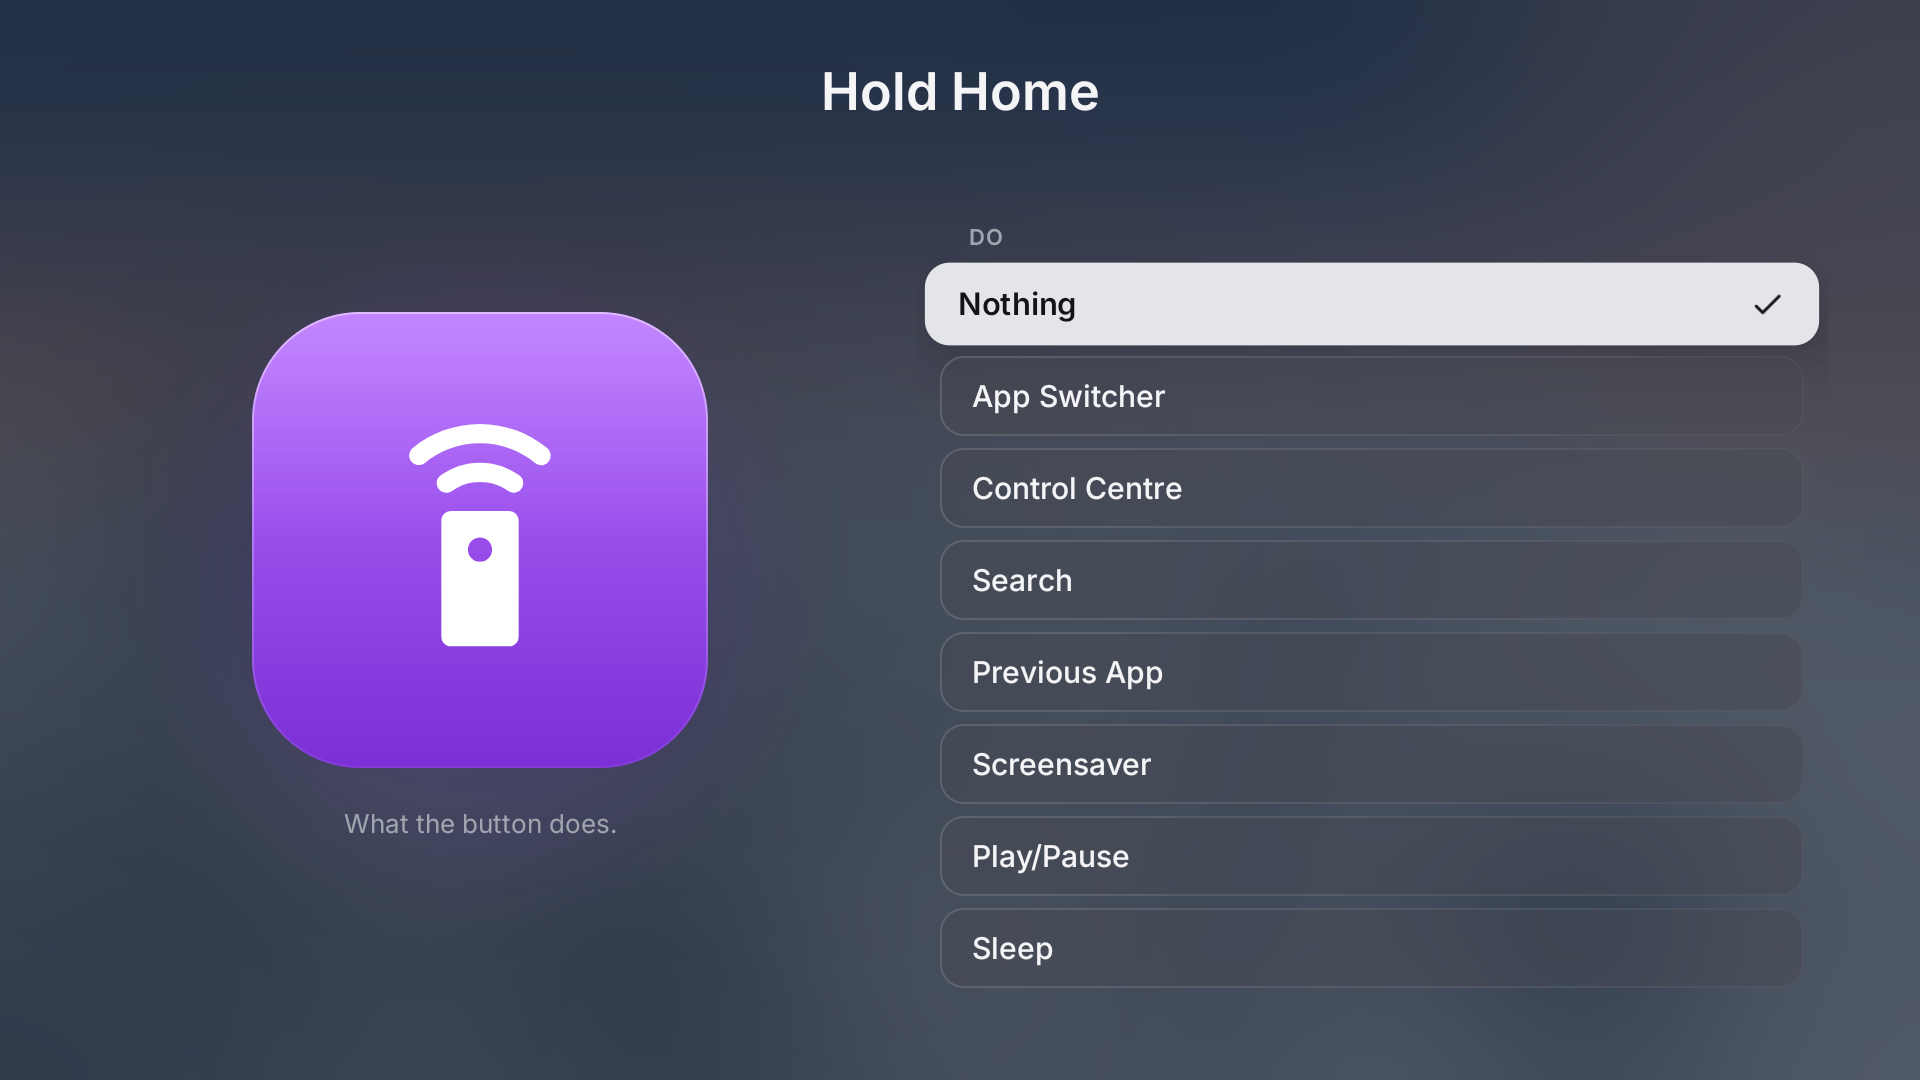 Hold Home
DO
Nothing
App Switcher
Control Centre
Search
Previous App
Screensaver
Play/Pause
Sleep
What the button does.